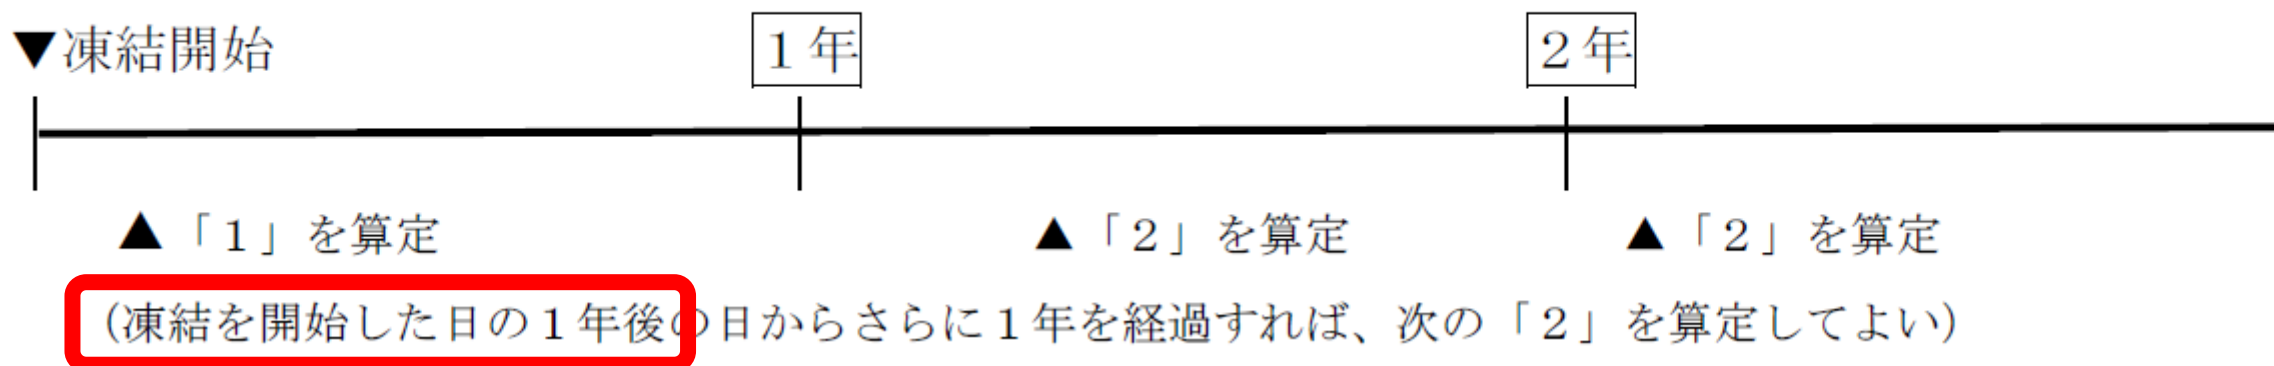 ▼凍結開始 １年 ２年
▲「１」を算定 ▲「２」を算定 ▲「２」を算定
（凍結を開始した日の１年後の日からさらに１年を経過すれば、次の「２」を算定してよい）